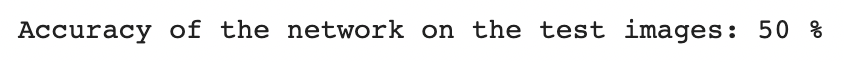 Accuracy of the network on the test images: 50 %